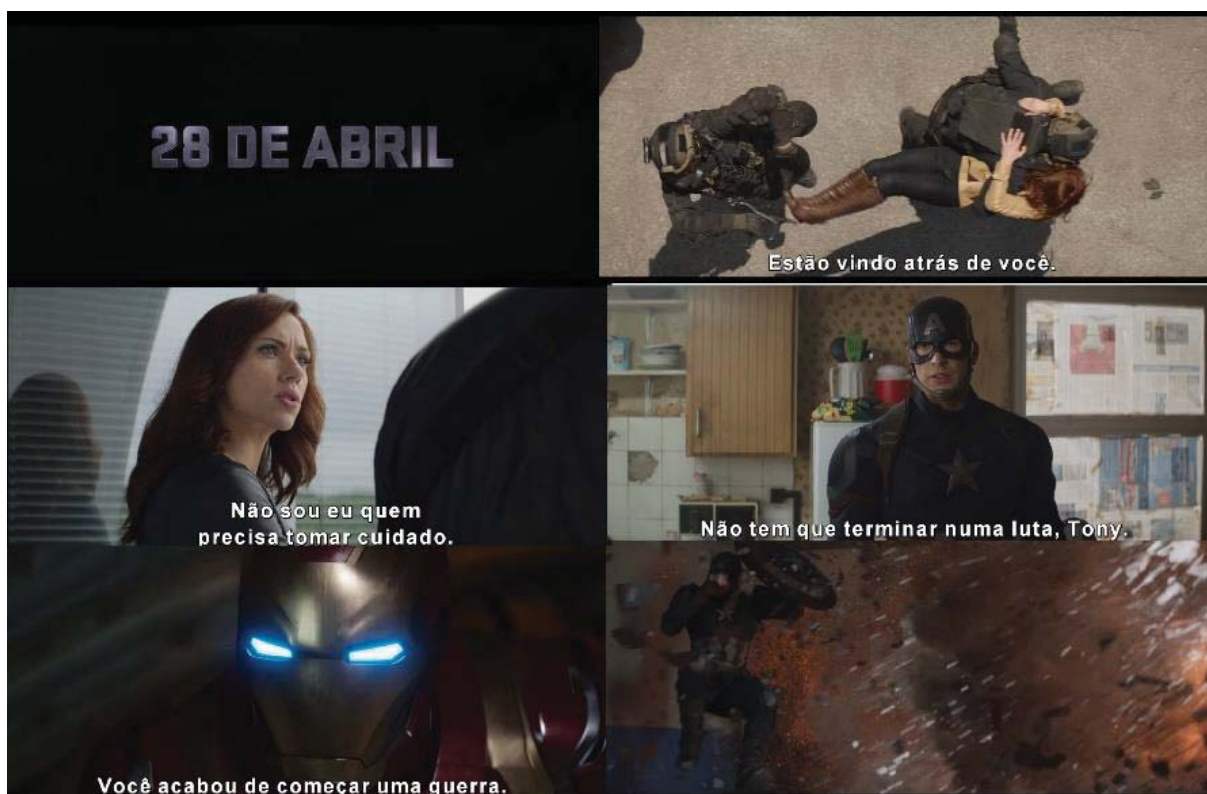 28 DE ABRIL
Estão vindo atrás de você.
Não sou eu quem
precisa tomar cuidado.
Não tem que terminar numa luta, Tony.
Você acabou de começar uma guerra.